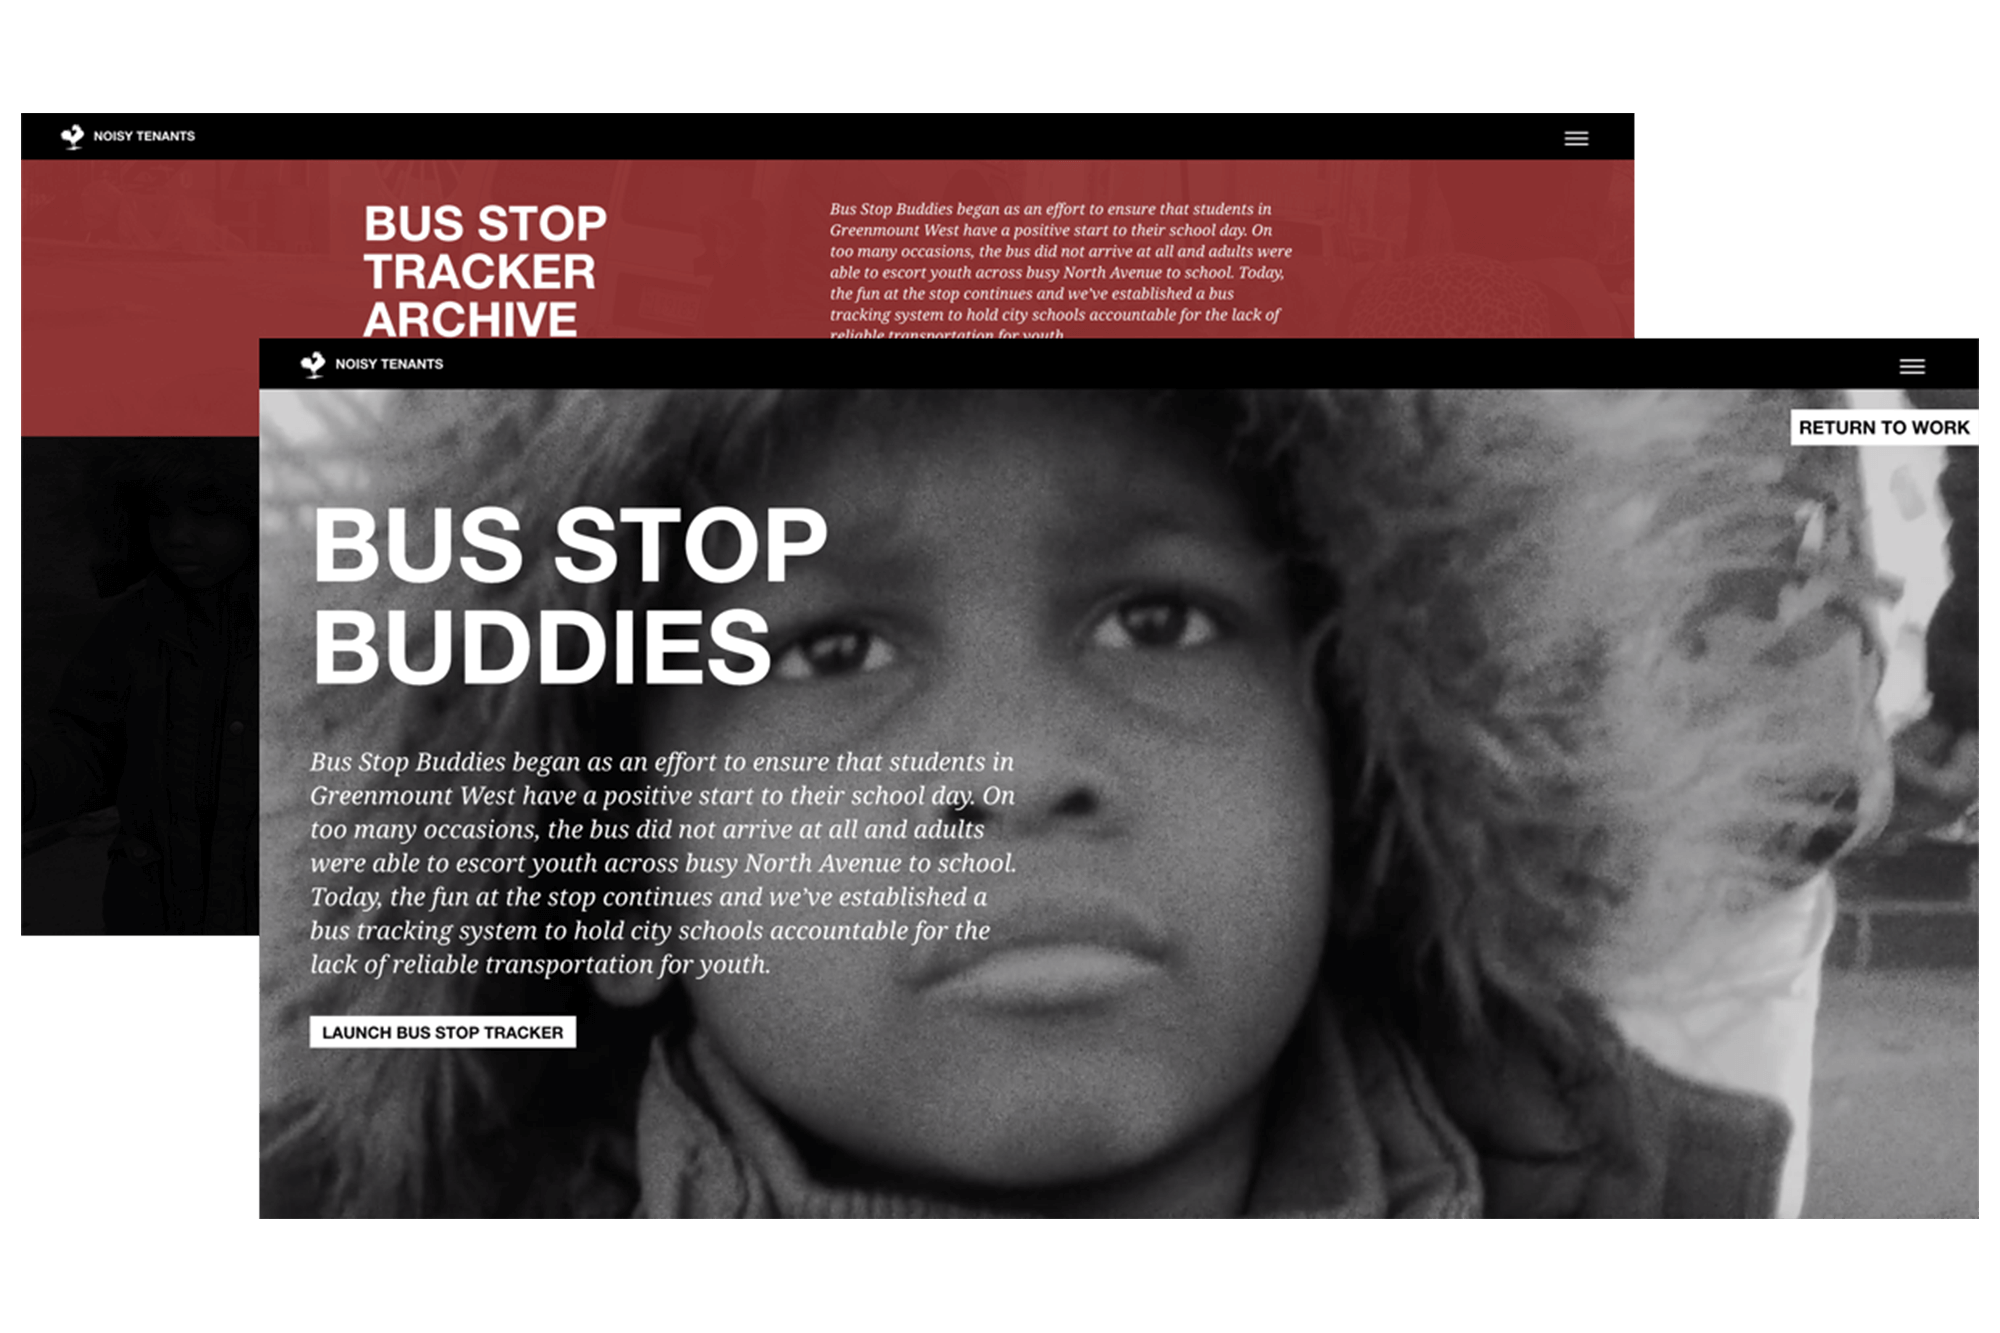 NOISY TENANTS
BUS STOP
TRACKER
ARCHIVE
Bus Stop Buddies began as an effort to ensure that students in
Greenmount West have a positive start to their school day. On
too many occasions, the bus did not arrive at all and adults were
able to escort youth across busy North Avenue to school. Today,
the fun at the stop continues and we've established a bus
tracking system to hold city schools accountable for the lack of
reliable transportation for youth.
NOISY TENANTS
RETURN TO WORK
BUS STOP
BUDDIES
Bus Stop Buddies began as an effort to ensure that students in
Greenmount West have a positive start to their school day. On
too many occasions, the bus did not arrive at all and adults
were able to escort youth across busy North Avenue to school.
Today, the fun at the stop continues and we've established a
bus tracking system to hold city schools accountable for the
lack of reliable transportation for youth.
LAUNCH BUS STOP TRACKER